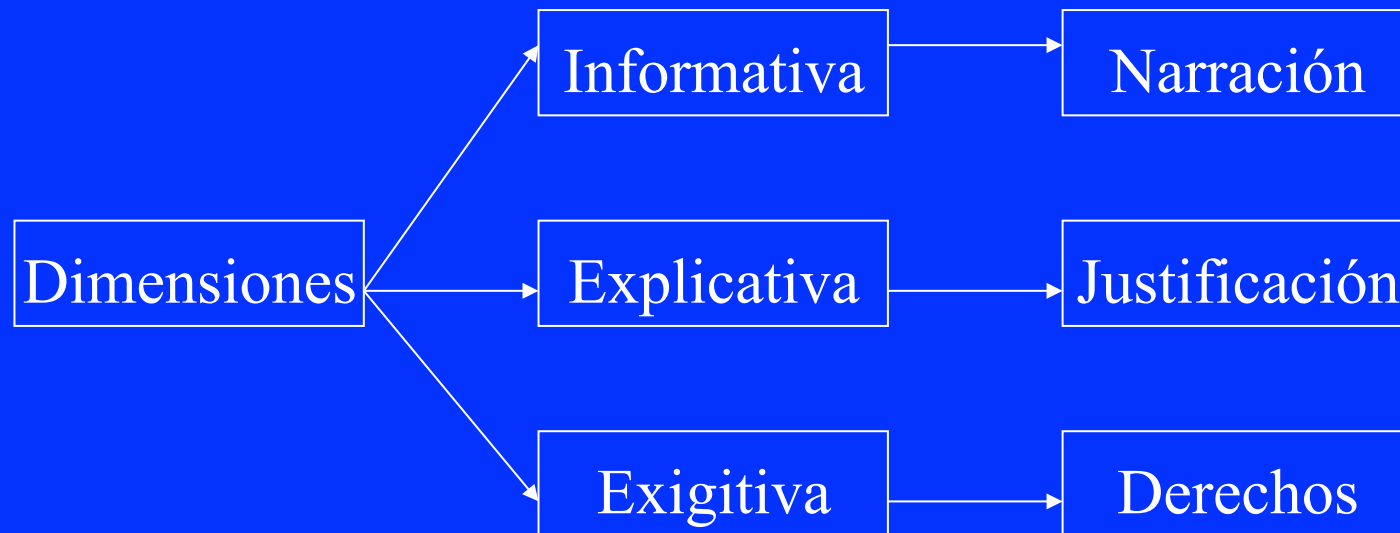 Informativa
Narración
Dimensiones
Explicativa
Justificación
Exigitiva
Derechos